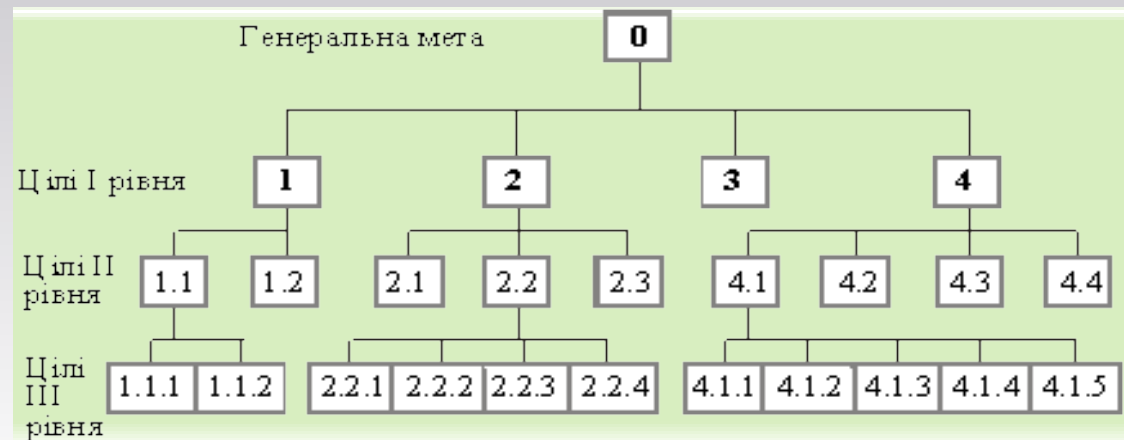 Генеральна мета 0
Цілі І рівня 1 2 3 4
Цілі ІІ
рівня
1.1 1.2 2.1 2.2 2.3 4.1 4.2 4.3 4.4
Цілі
ІІІ
рівня
1.1.1 1.1.2 2.2.1 2.2.2 2.2.3 2.2.4 4.1.1 4.1.2 4.1.3 4.1.4 4.1.5